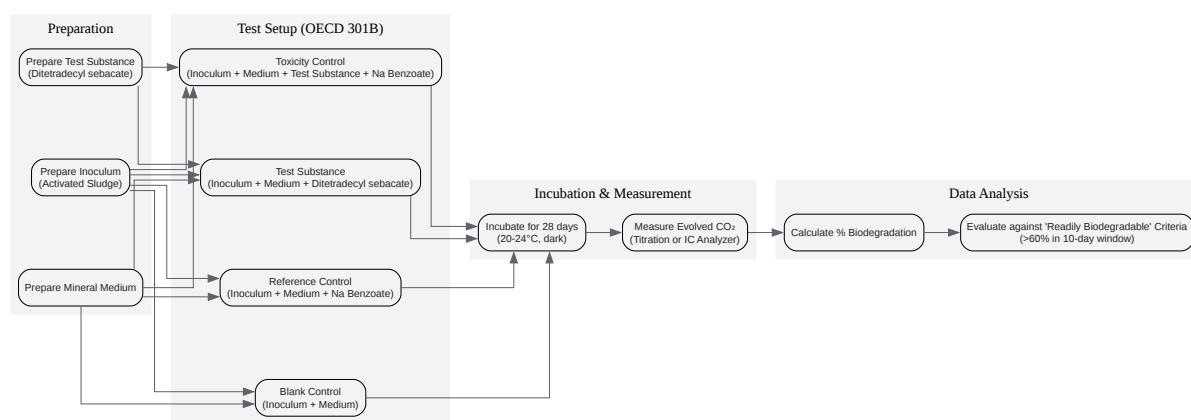 Preparation
Prepare Test Substance
(Ditetradecyl sebacate)
Prepare Inoculum
(Activated Sludge)
Prepare Mineral Medium
Test Setup (OECD 301B)
Toxicity Control
(Inoculum + Medium + Test Substance + Na Benzoate)
Test Substance
(Inoculum + Medium + Ditetradecyl sebacate)
Reference Control
(Inoculum + Medium + Na Benzoate)
Blank Control
(Inoculum + Medium)
Incubation & Measurement
Incubate for 28 days
(20-24°C, dark)
Measure Evolved CO₂
(Titration or IC Analyzer)
Data Analysis
Calculate % Biodegradation
Evaluate against 'Readily Biodegradable' Criteria
(>60% in 10-day window)